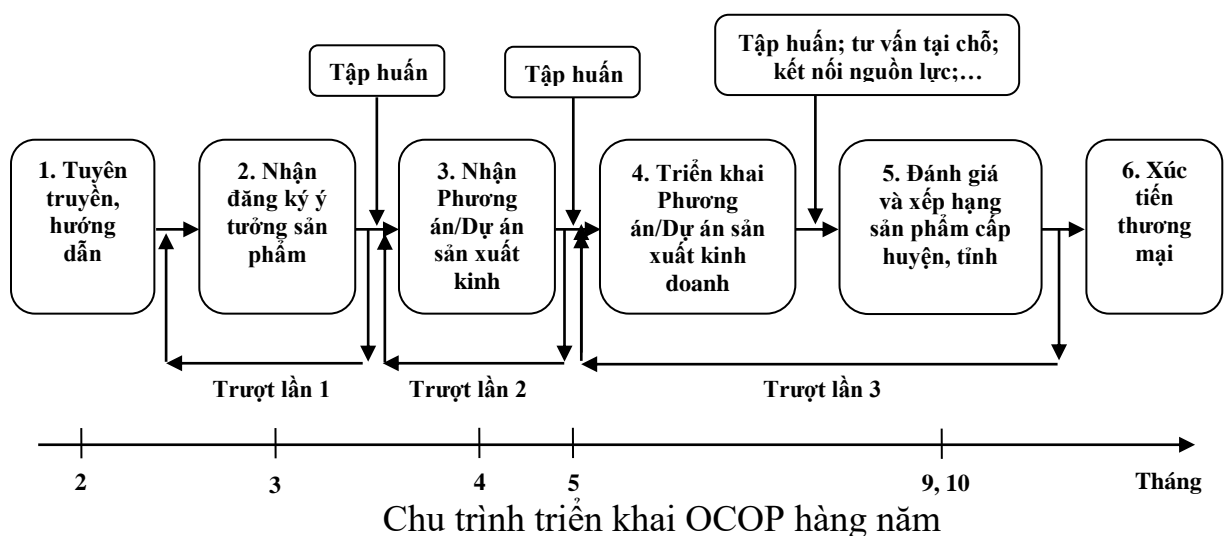 Tập huấn
Tập huấn
Tập huấn; tư vấn tại chỗ;
kết nối nguồn lực;…
1. Tuyên
truyền,
hướng
dẫn
2. Nhận
đăng ký ý
tưởng sản
phẩm
3. Nhận
Phương
án/Dự án
sản xuất
kinh
4. Triển khai
Phương
án/Dự án sản
xuất kinh
doanh
5. Đánh giá
và xếp hạng
sản phẩm cấp
huyện, tỉnh
6. Xúc
tiến
thương
mại
Trượt lần 1
Trượt lần 2
Trượt lần 3
2
3
4
5
9, 10
Tháng
Chu trình triển khai OCOP hàng năm